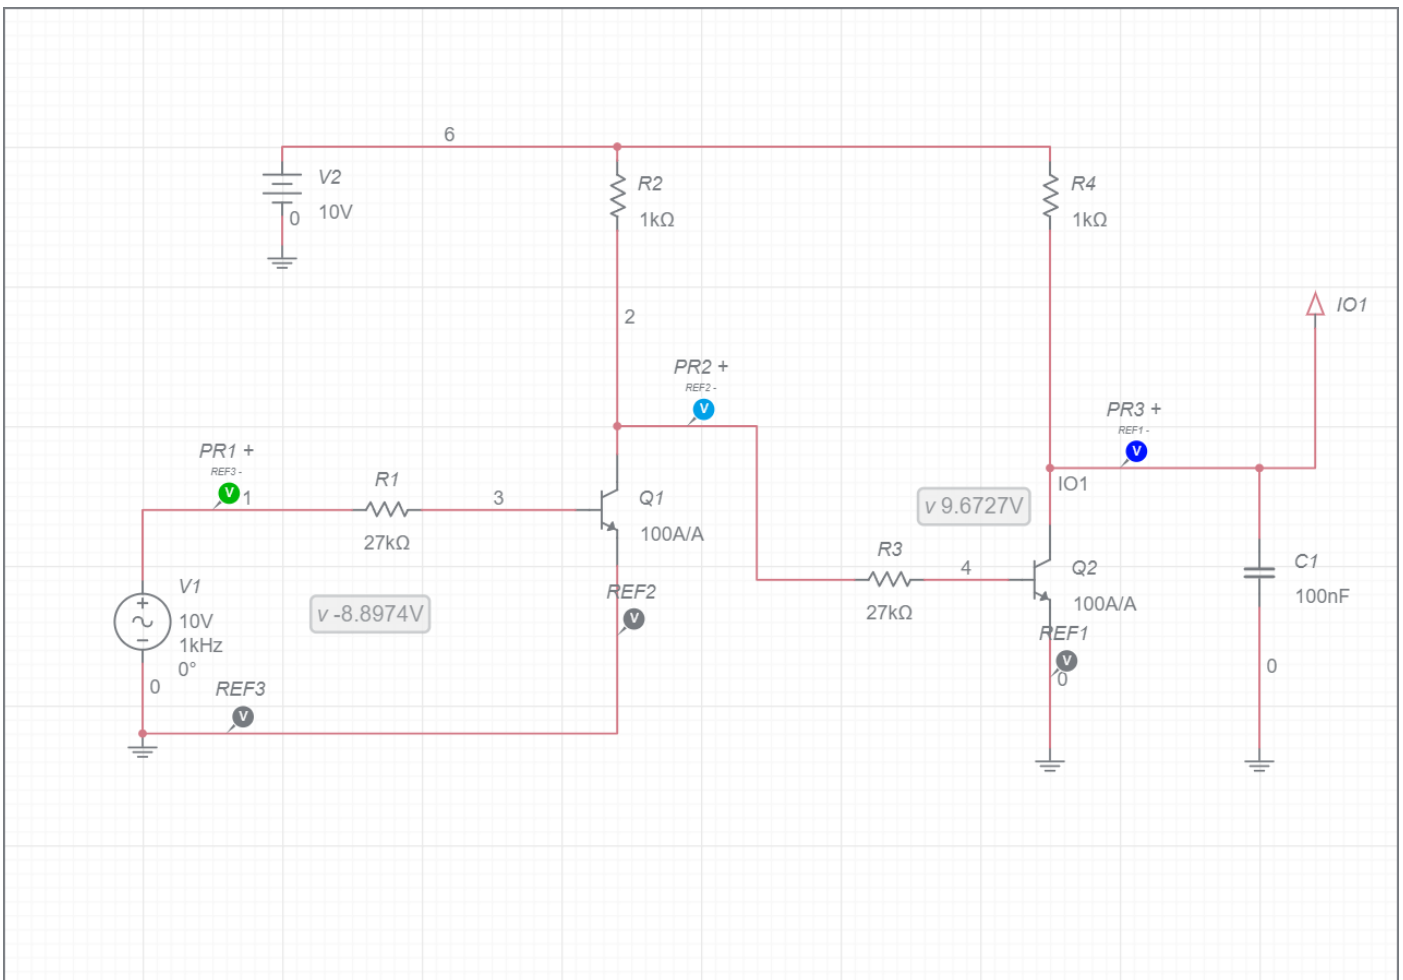 6
V2
10V
0
R2
1kΩ
R4
1kΩ
2
IO1
PR2 +
REF2 -
V
PR3 +
REF1 -
V
IO1
PR1 +
REF3 -
V
1
R1
27kΩ
3
Q1
100A/A
v 9.6727V
R3
27kΩ
4
Q2
100A/A
C1
100nF
V1
10V
1kHz
0°
v -8.8974V
REF2
V
REF1
V
0
0
0
REF3
V